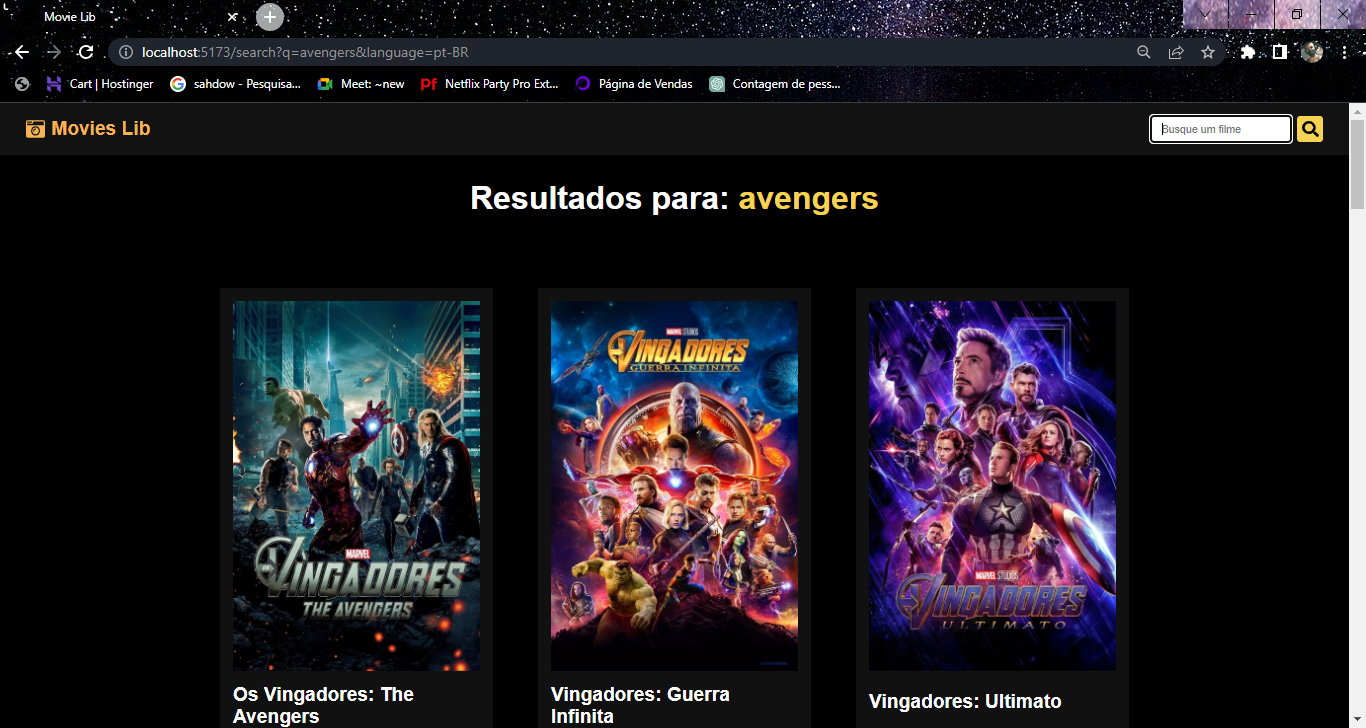 Movie Lib
localhost:5173/search?q=avengers&language=pt-BR
Cart | Hostinger
sahdow - Pesquisa...
Meet: ~new
pf Netflix Party Pro Ext...
Página de Vendas
Contagem de pess...
Movies Lib
Busque um filme
Resultados para: avengers
MARVEL
VINGADORES
THE AVENGERS
MARVEL STUDIOS
VINGADORES
GUERRA INFINITA
MARVEL STUDIOS
VINGADORES
ULTIMATO
Os Vingadores: The
Avengers
Vingadores: Guerra
Infinita
Vingadores: Ultimato